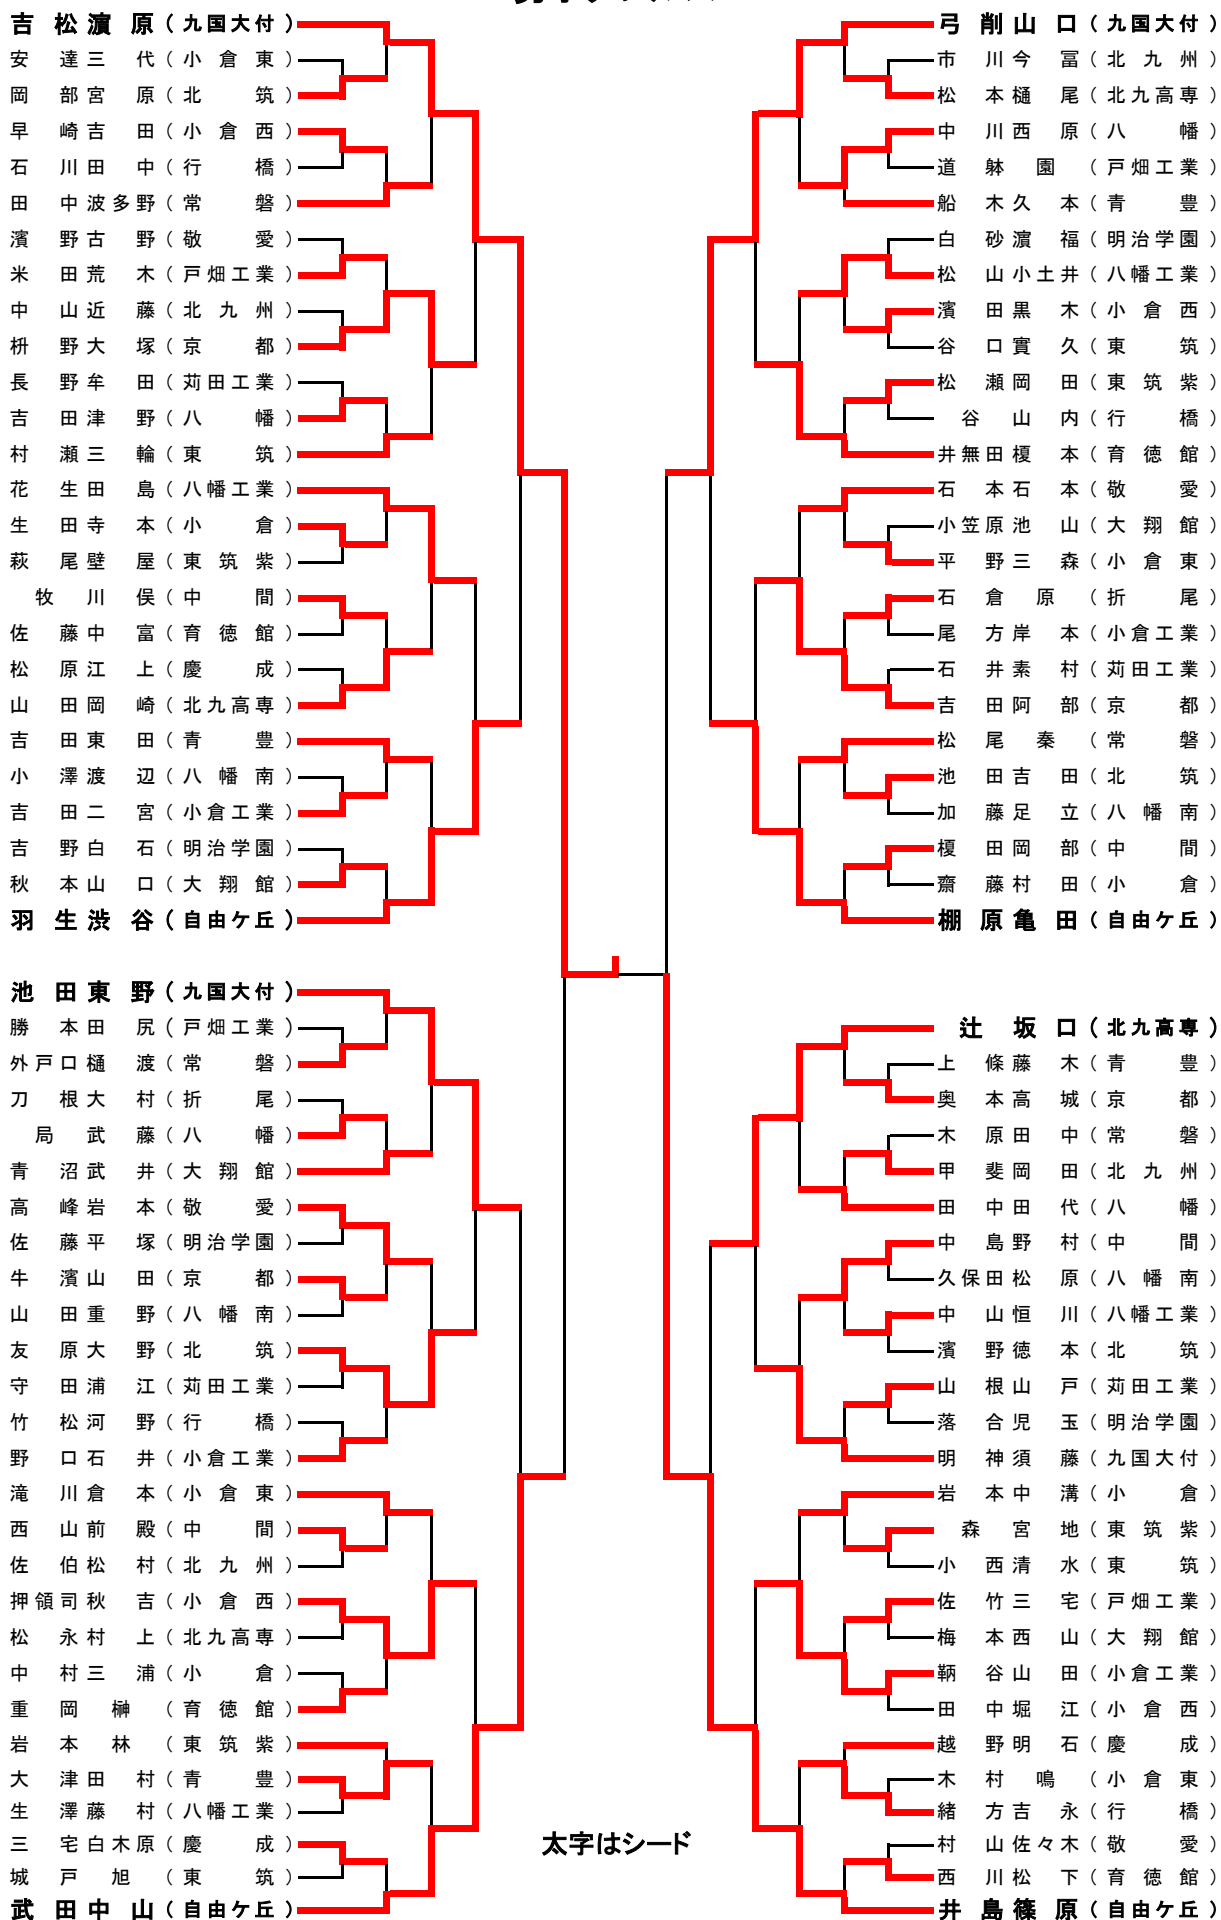 吉松濵原(九国大付)
安達三代(小倉東)
岡部宮原(北筑)
早崎吉田(小倉西)
石川田中(行橋)
田中波多野(常磐)
濱野古野(敬愛)
米田荒木(戸畑工業)
中山近藤(北九州)
枡野大塚(京都)
長野牟田(苅田工業)
吉田津野(八幡)
村瀬三輪(東筑)
花生田島(八幡工業)
生田寺本(小倉)
萩尾壁屋(東筑紫)
牧川俣(中間)
佐藤中富(育徳館)
松原江上(慶成)
山田岡崎(北九高専)
吉田東田(青豊)
小澤渡辺(八幡南)
吉田二宮(小倉工業)
吉野白石(明治学園)
秋本山口(大翔館)
羽生渋谷(自由ケ丘)
池田東野(九国大付)
勝本田尻(戸畑工業)
外戸口樋渡(常磐)
刀根大村(折尾)
局武藤(八幡)
青沼武井(大翔館)
高峰岩本(敬愛)
佐藤平塚(明治学園)
牛濱山田(京都)
山田重野(八幡南)
友原大野(北筑)
守田浦江(苅田工業)
竹松河野(行橋)
野口石井(小倉工業)
滝川倉本(小倉東)
西山前殿(中間)
佐伯松村(北九州)
押領司秋吉(小倉西)
松永村上(北九高専)
中村三浦(小倉)
重岡榊(育徳館)
岩本林(東筑紫)
大津田村(青豊)
生澤藤村(八幡工業)
三宅白木原(慶成)
城戸旭(東筑)
武田中山(自由ケ丘)
弓削山口(九国大付)
市川今冨(北九州)
松本樋尾(北九高専)
中川西原(八幡)
道躰園(戸畑工業)
船木久本(青豊)
白砂濵福(明治学園)
松山小土井(八幡工業)
濱田黒木(小倉西)
谷口實久(東筑)
松瀬岡田(東筑紫)
谷山内(行橋)
井無田榎本(育徳館)
石本石本(敬愛)
小笠原池山(大翔館)
平野三森(小倉東)
石倉原(折尾)
尾方岸本(小倉工業)
石井素村(苅田工業)
吉田阿部(京都)
松尾秦(常磐)
池田吉田(北筑)
加藤足立(八幡南)
榎田岡部(中間)
齋藤村田(小倉)
棚原亀田(自由ケ丘)
辻坂口(北九高専)
上條藤木(青豊)
奥本高城(京都)
木原田中(常磐)
甲斐岡田(北九州)
田中田代(八幡)
中島野村(中間)
久保田松原(八幡南)
中山恒川(八幡工業)
濱野徳本(北筑)
山根山戸(苅田工業)
落合児玉(明治学園)
明神須藤(九国大付)
岩本中溝(小倉)
森宮地(東筑紫)
小西清水(東筑)
佐竹三宅(戸畑工業)
梅本西山(大翔館)
鞆谷山田(小倉工業)
田中堀江(小倉西)
越野明石(慶成)
木村鳴(小倉東)
緒方吉永(行橋)
村山佐々木(敬愛)
西川松下(育徳館)
井島篠原(自由ケ丘)
太字はシード